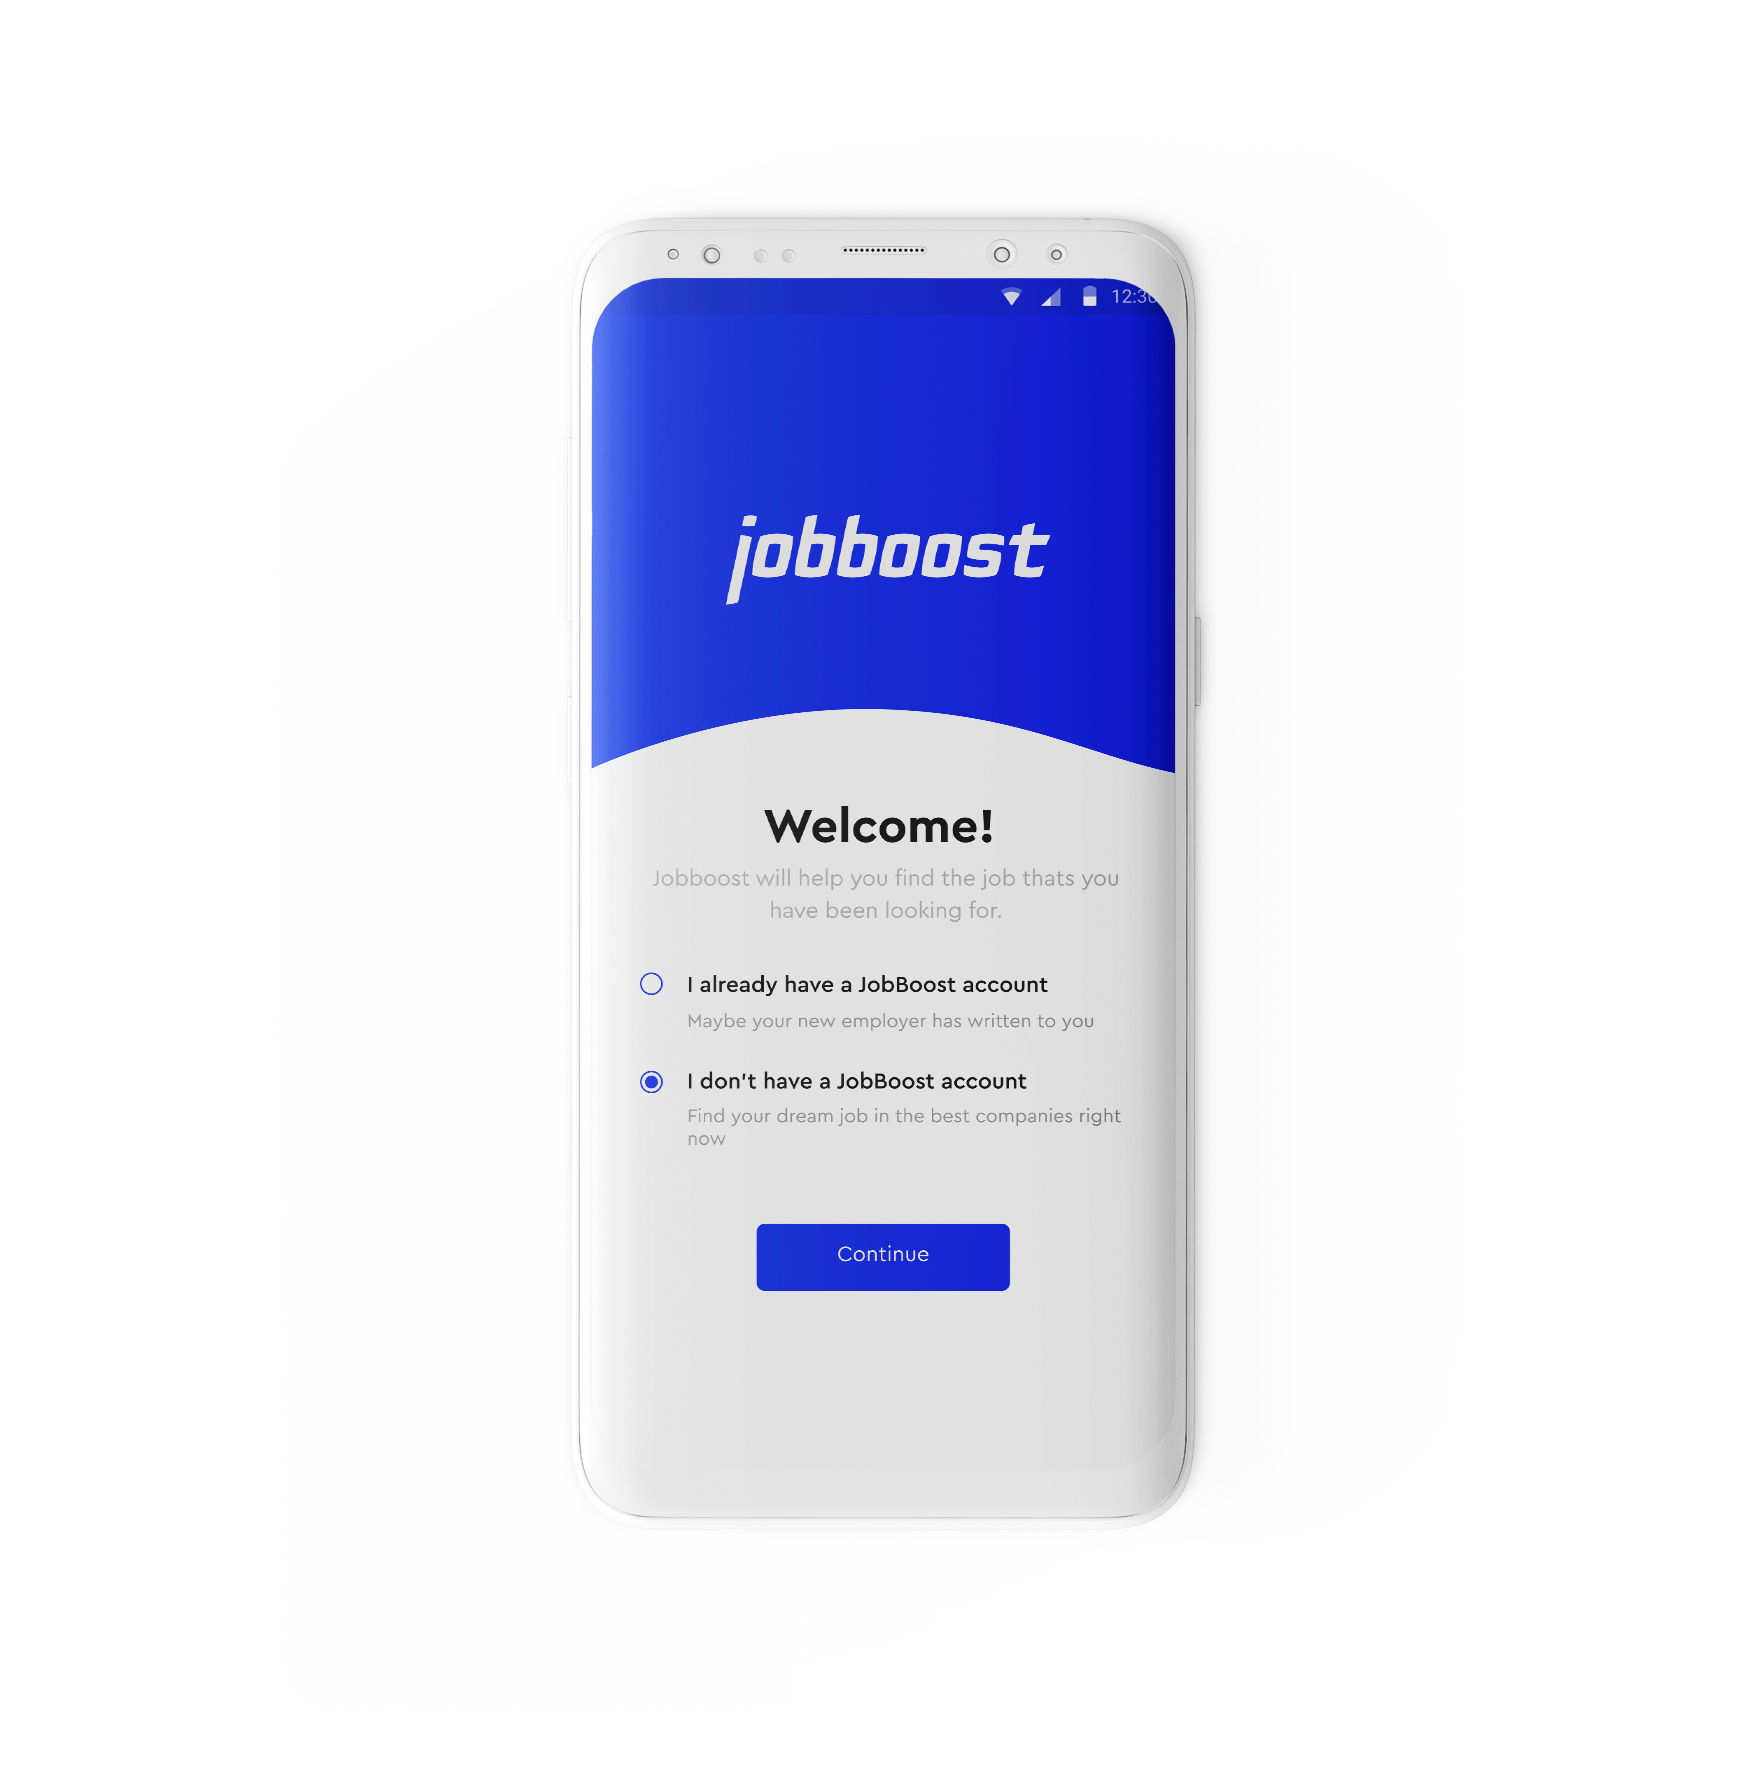 12:30
jobboost
Welcome!
Jobboost will help you find the job thats you
have been looking for.
I already have a JobBoost account
Maybe your new employer has written to you
I don't have a JobBoost account
Find your dream job in the best companies right
now
Continue